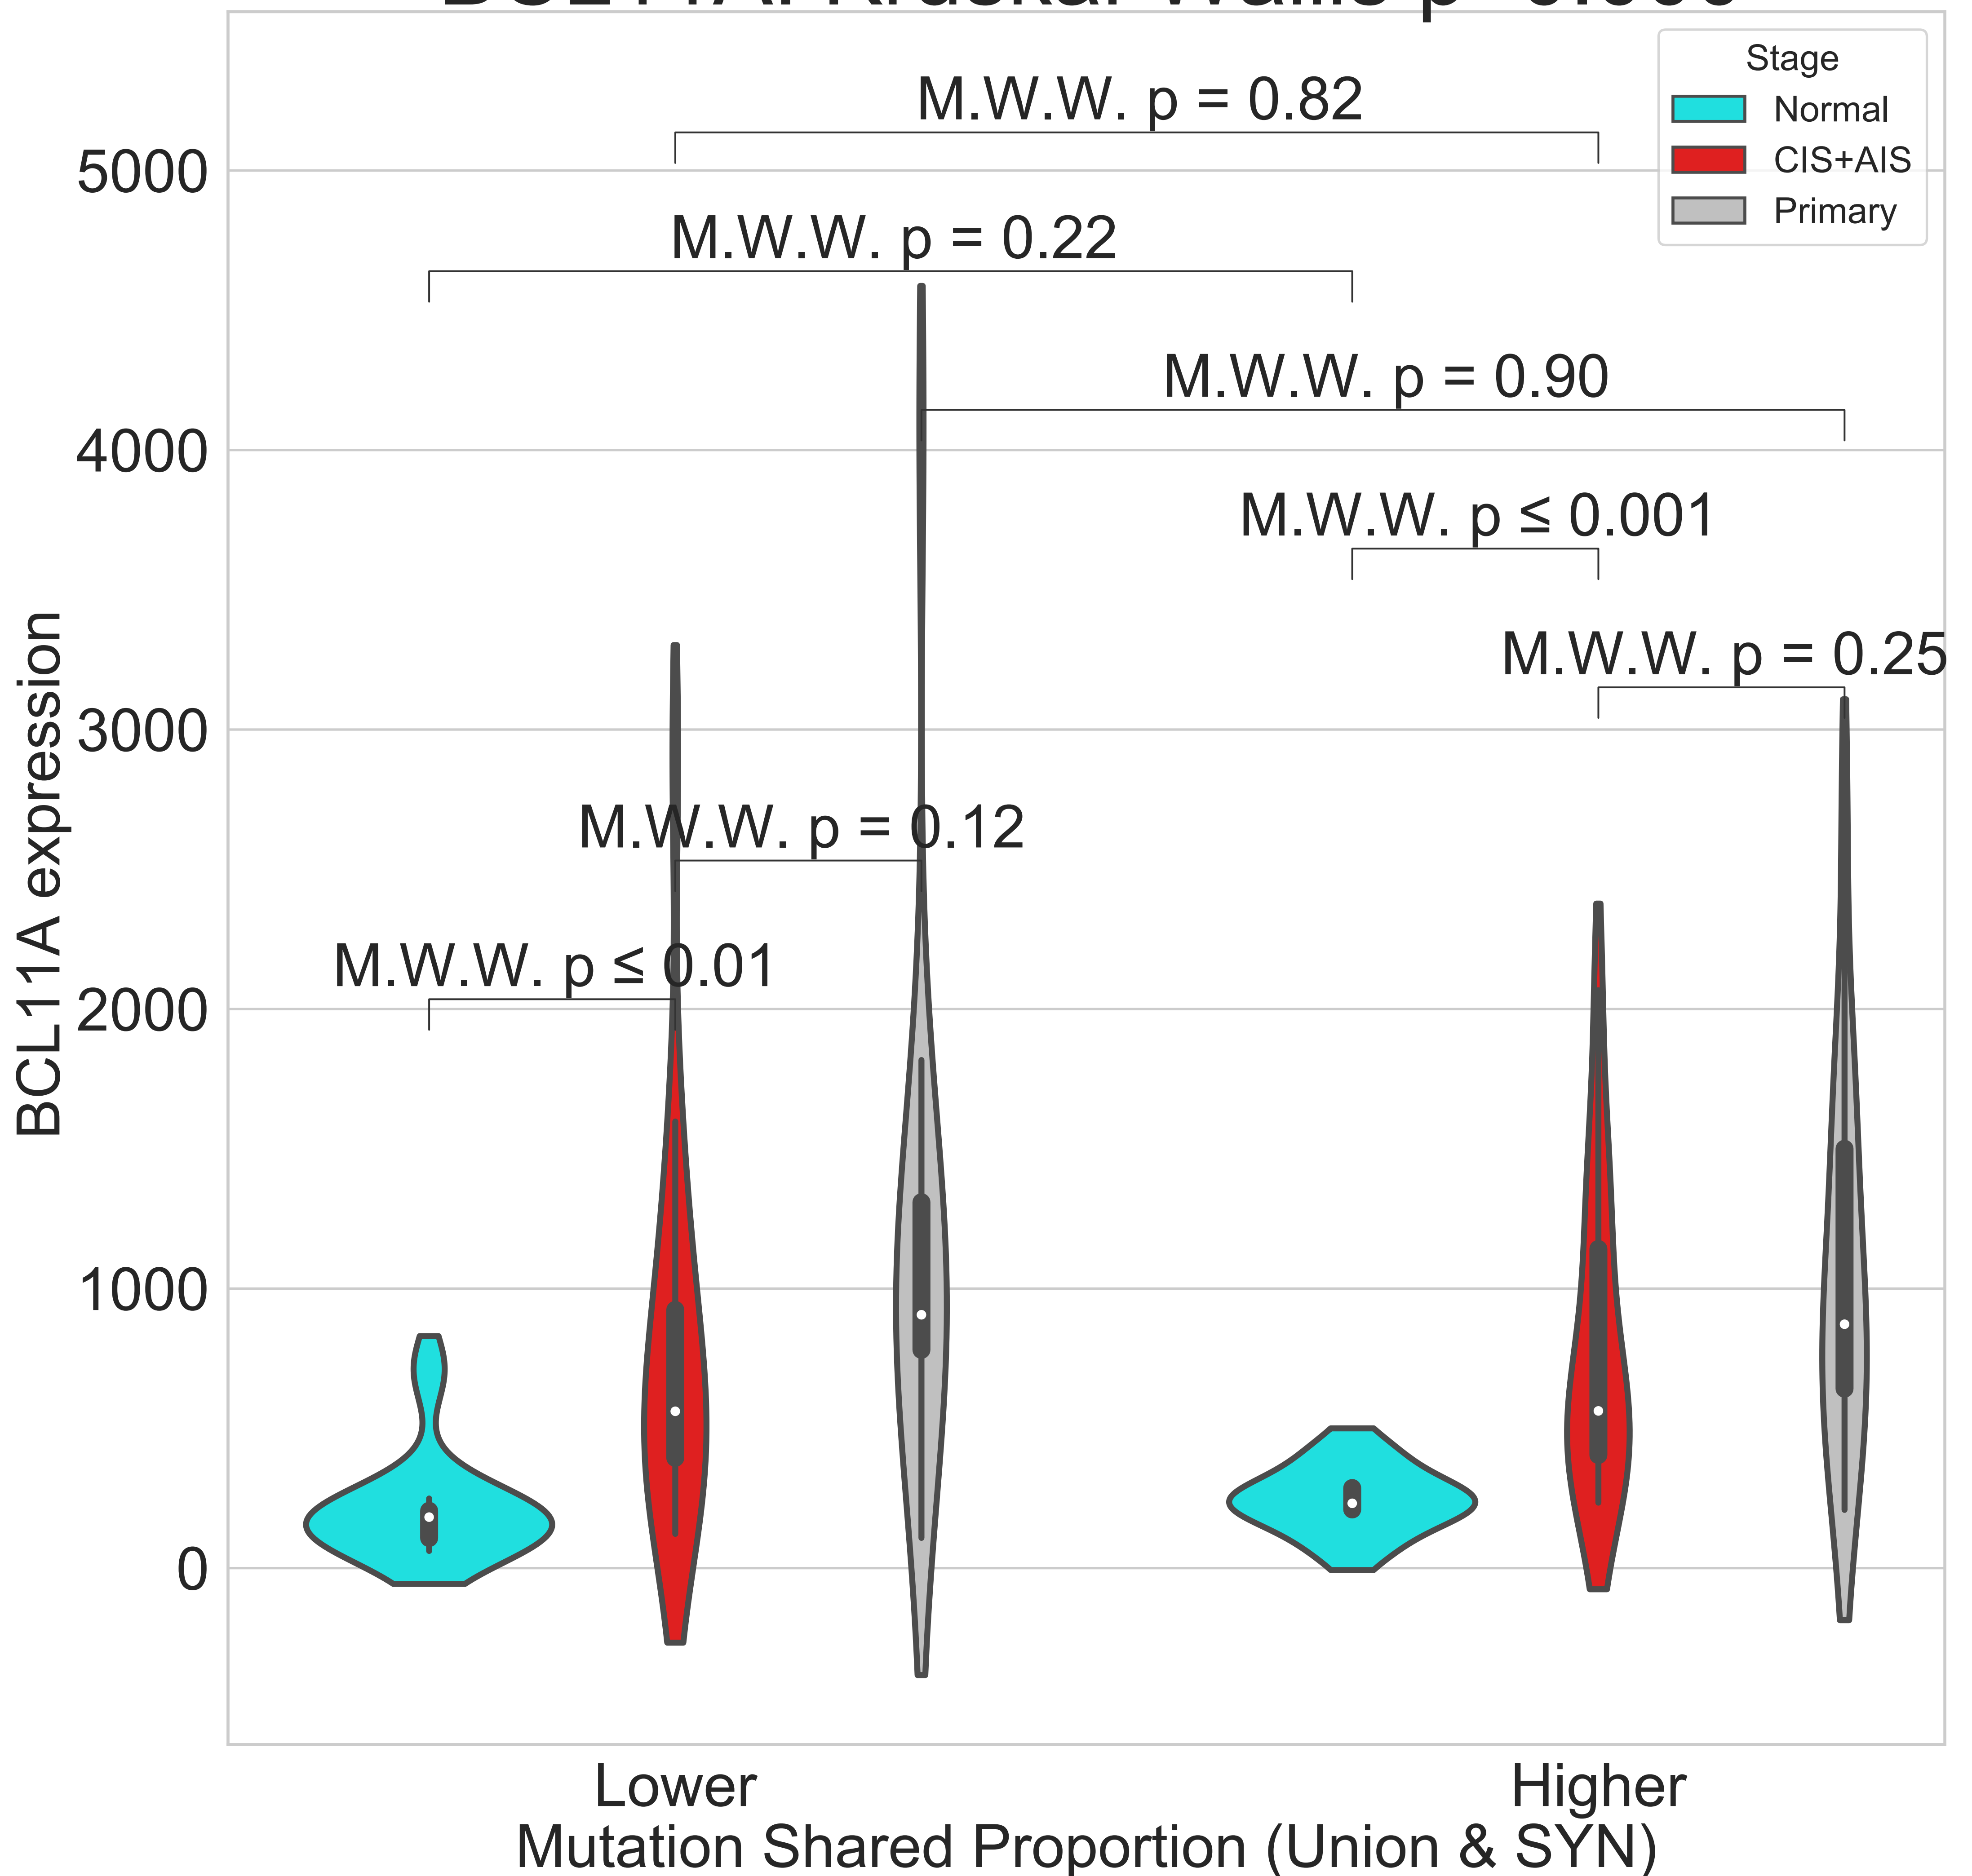 Stage
Normal
CIS+AIS
Primary
M.W.W. p = 0.82
M.W.W. p = 0.22
M.W.W. p = 0.90
M.W.W. p ≤ 0.001
M.W.W. p = 0.25
M.W.W. p = 0.12
M.W.W. p ≤ 0.01
5000
4000
3000
2000
1000
0
BCL11A expression
Lower
Higher
Mutation Shared Proportion (Union & SYN)